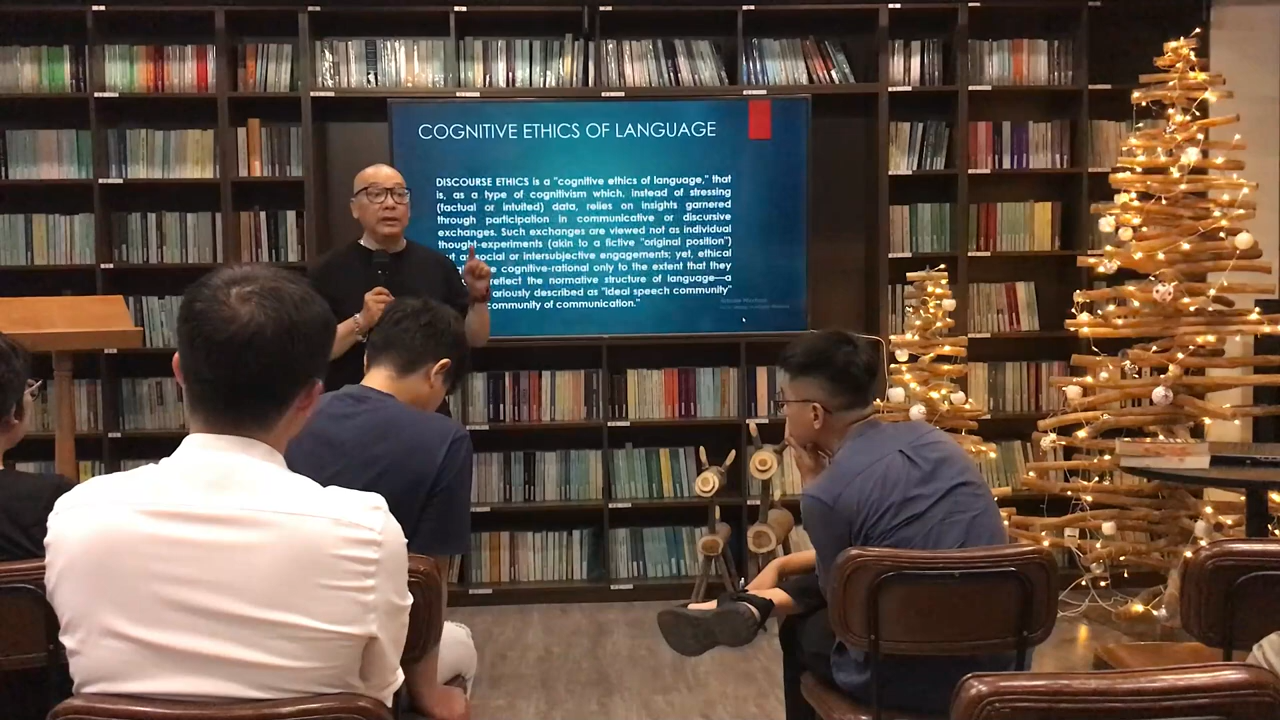 COGNITIVE ETHICS OF LANGUAGE
DISCOURSE ETHICS is a "cognitive ethics of language," that
is, as a type of cognitivism which, instead of stressing
(factual or intuited) data, relies on insights garnered
through participation in communicative or discursive
exchanges. Such exchanges are viewed not as individual
thought-experiments (akin to a fictive "original position")
as social or intersubjective engagements; yet, ethical
cognitive-rational only to the extent that they
reflect the normative structure of language—a
ariously described as "ideal speech community"
community of communication."